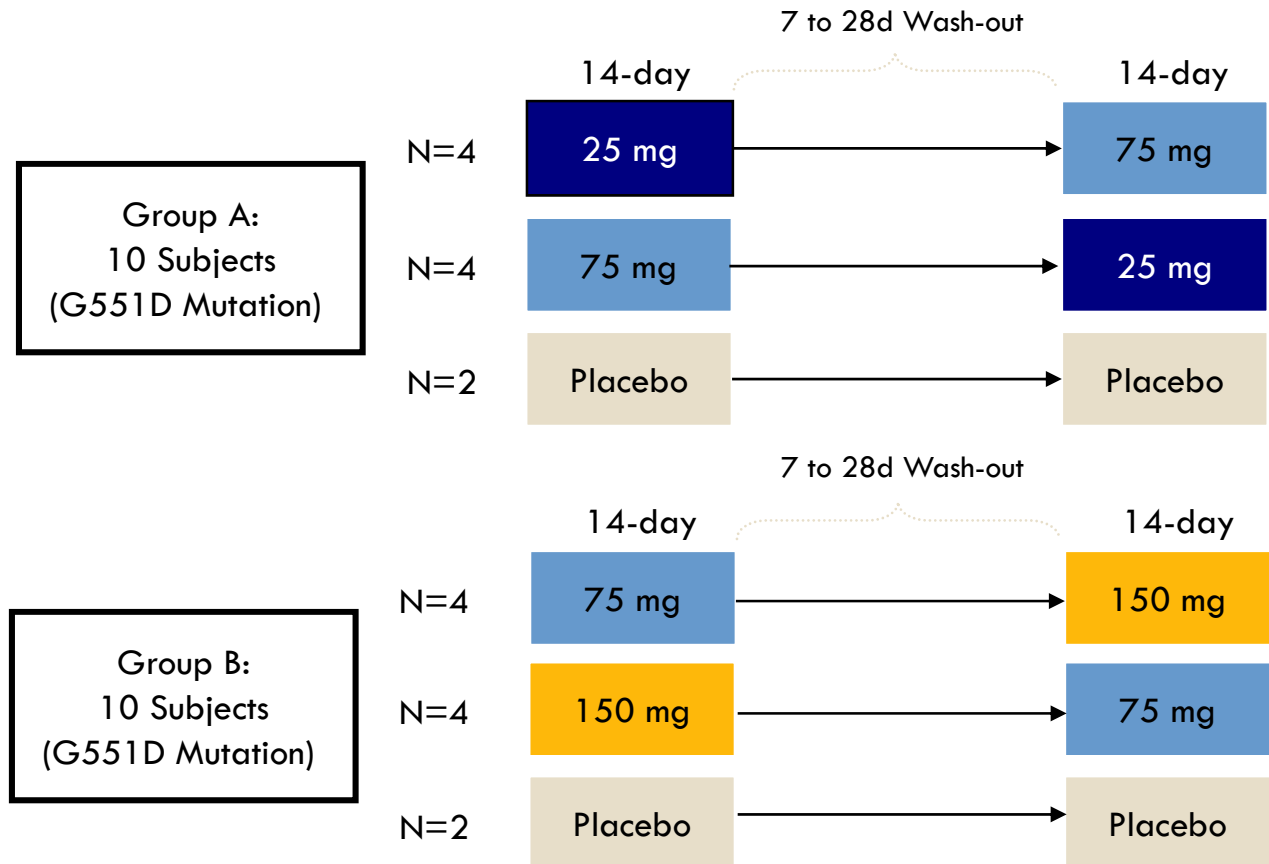 7 to 28d Wash-out
14-day
14-day
N=4
25 mg
75 mg
Group A:
10 Subjects
(G551D Mutation)
N=4
75 mg
25 mg
N=2
Placebo
Placebo
7 to 28d Wash-out
14-day
14-day
N=4
75 mg
150 mg
Group B:
10 Subjects
(G551D Mutation)
N=4
150 mg
75 mg
N=2
Placebo
Placebo